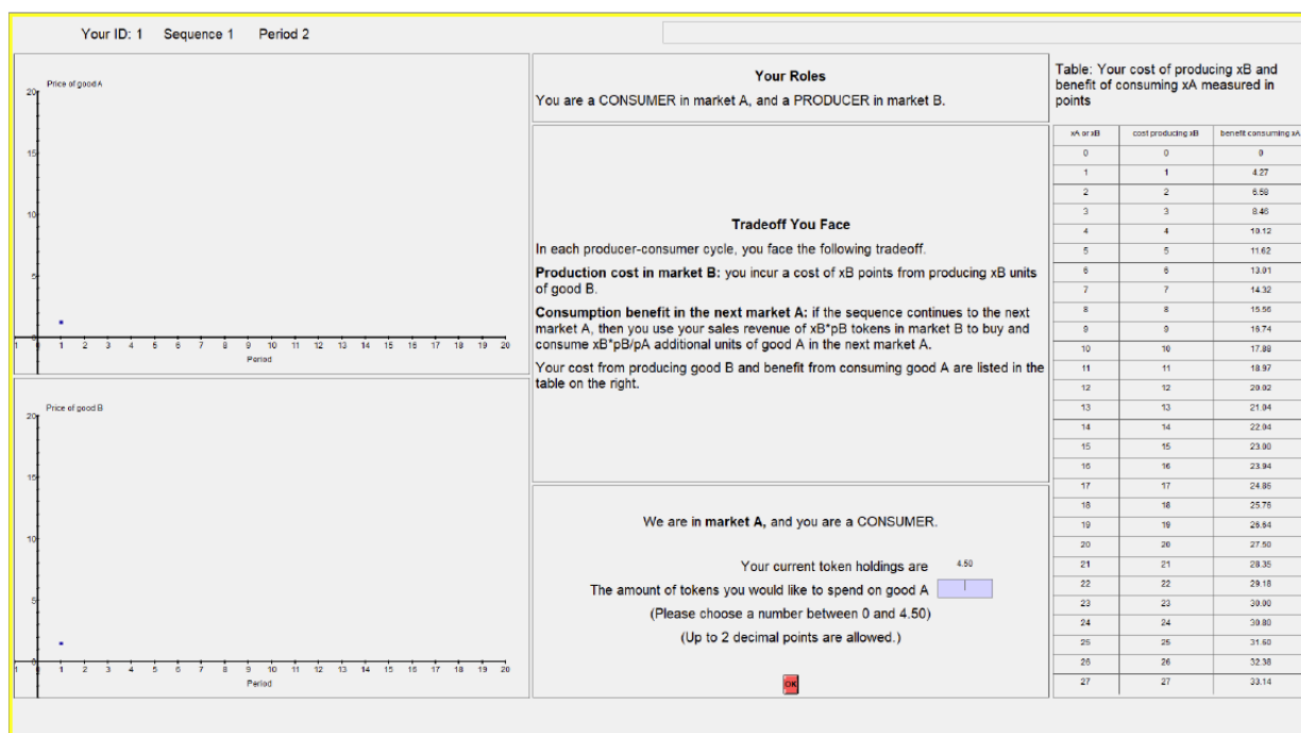 Your ID: 1 Sequence 1 Period 2
Price of good A
20
15
10
5
0
1 1 2 3 4 5 6 7 8 9 10 11 12 13 14 15 16 17 18 19 20
Period
Price of good B
20
15
10
5
0
1 1 2 3 4 5 6 7 8 9 10 11 12 13 14 15 16 17 18 19 20
Period
Your Roles
You are a CONSUMER in market A, and a PRODUCER in market B.
Tradeoff You Face
In each producer-consumer cycle, you face the following tradeoff.
Production cost in market B: you incur a cost of xB points from producing xB units
of good B.
Consumption benefit in the next market A: if the sequence continues to the next
market A, then you use your sales revenue of xB*pB tokens in market B to buy and
consume xB*pB/pA additional units of good A in the next market A.
Your cost from producing good B and benefit from consuming good A are listed in the
table on the right.
We are in market A, and you are a CONSUMER.
Your current token holdings are 4.50
The amount of tokens you would like to spend on good A
(Please choose a number between 0 and 4.50)
(Up to 2 decimal points are allowed.)
OK
Table: Your cost of producing xB and
benefit of consuming xA measured in
points
xA or xB cost producing xB benefit consuming xA
0 0 0
1 1 4.27
2 2 6.58
3 3 8.46
4 4 10.12
5 5 11.62
6 6 13.01
7 7 14.32
8 8 15.56
9 9 16.74
10 10 17.88
11 11 18.97
12 12 20.02
13 13 21.04
14 14 22.04
15 15 23.00
16 16 23.94
17 17 24.86
18 18 25.76
19 19 26.64
20 20 27.50
21 21 28.35
22 22 29.18
23 23 30.00
24 24 30.80
25 25 31.60
26 26 32.38
27 27 33.14